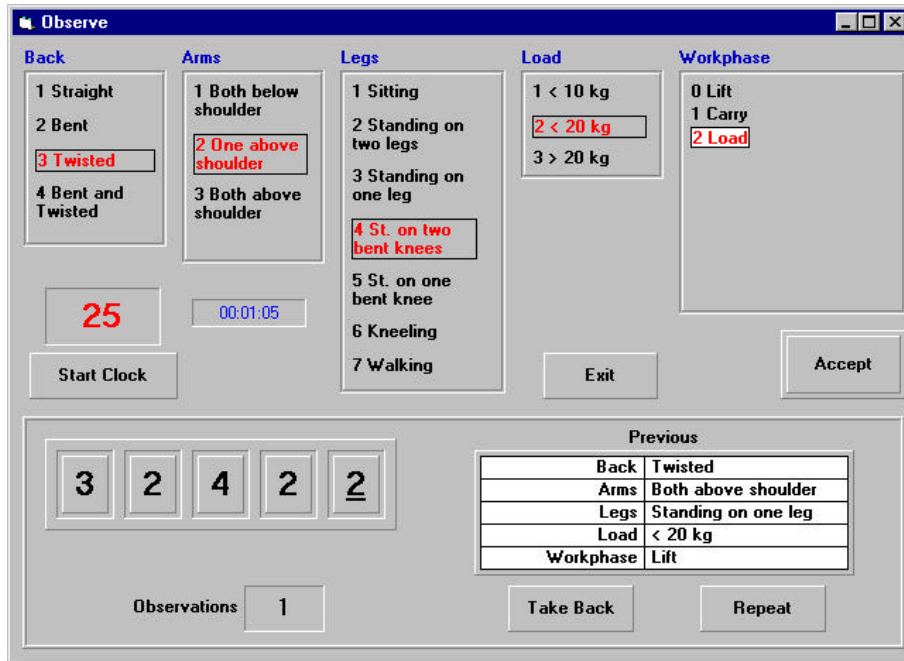 Observe
Back
1 Straight
2 Bent
3 Twisted
4 Bent and
Twisted
Arms
1 Both below
shoulder
2 One above
shoulder
3 Both above
shoulder
Legs
1 Sitting
2 Standing on
two legs
3 Standing on
one leg
4 St. on two
bent knees
5 St. on one
bent knee
6 Kneeling
7 Walking
Load
1 < 10 kg
2 < 20 kg
3 > 20 kg
Workphase
0 Lift
1 Carry
2 Load
25
00:01:05
Start Clock
Exit
Accept
3 2 4 2 2
Observations 1
Previous
Back Twisted
Arms Both above shoulder
Legs Standing on one leg
Load < 20 kg
Workphase Lift
Take Back
Repeat